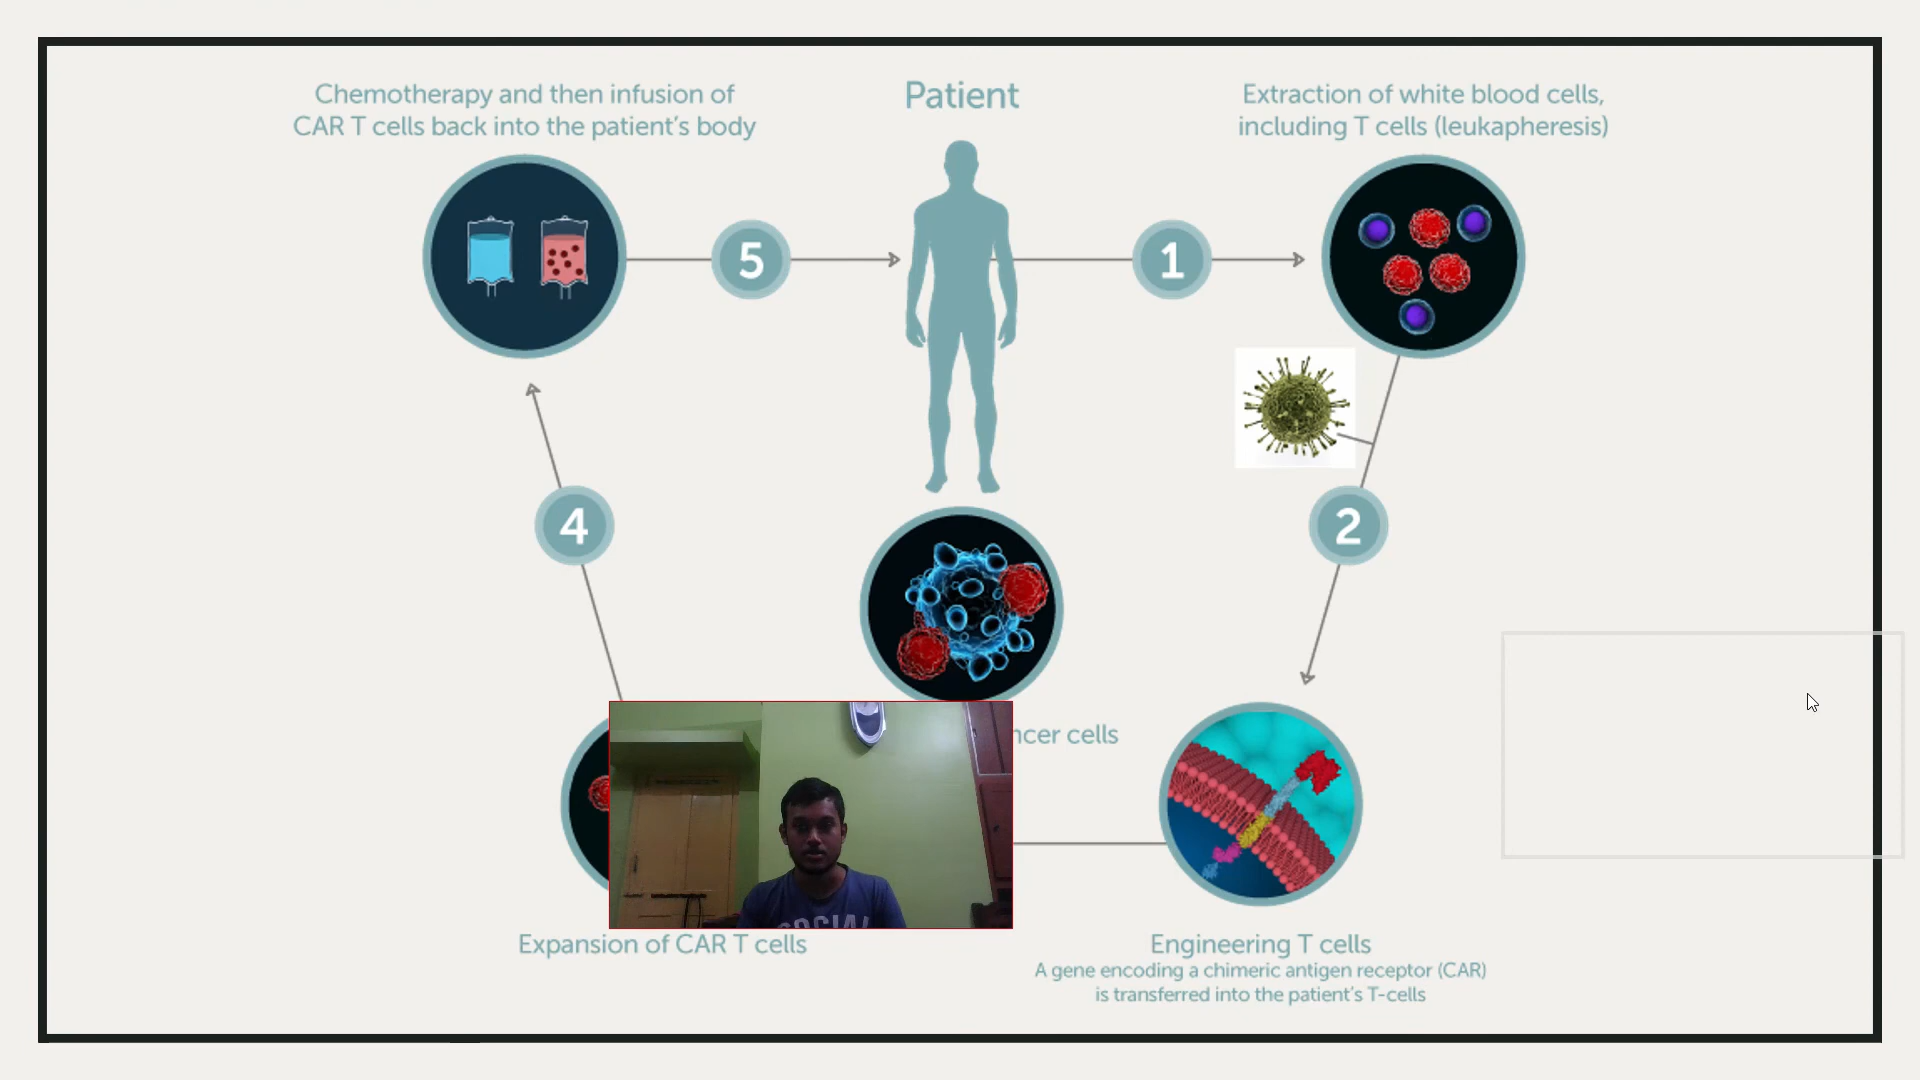 Chemotherapy and then infusion of
CAR T cells back into the patient's body
Patient
Extraction of white blood cells,
including T cells (leukapheresis)
5
1
4
2
cells
Expansion of CAR T cells
Engineering T cells
A gene encoding a chimeric antigen receptor (CAR)
is transferred into the patient's T-cells